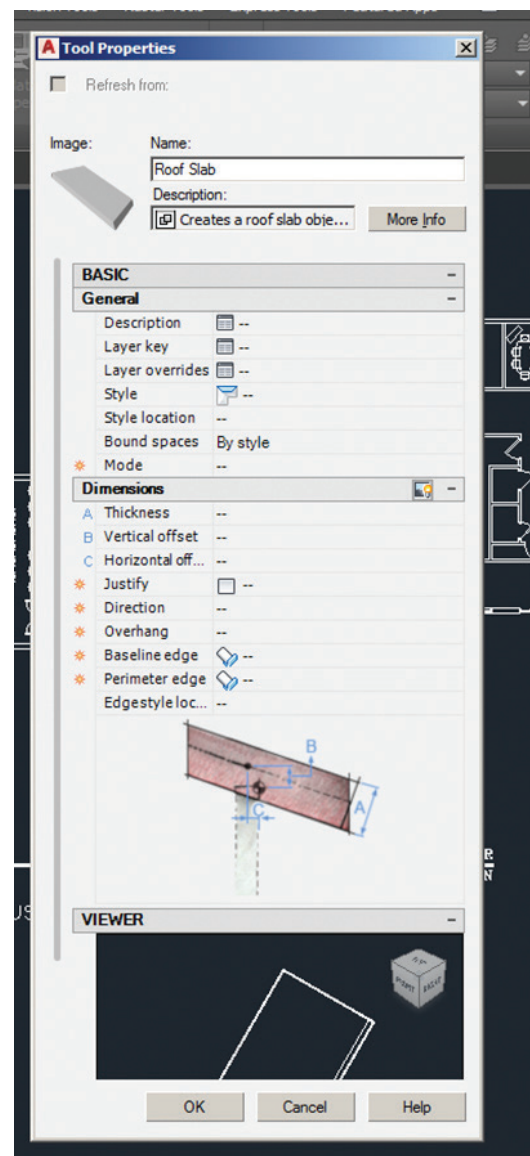 A Tool Properties
Refresh from:
Image: Name:
Roof Slab
Description:
Creates a roof slab obje... More Info
BASIC
General
Description --
Layer key --
Layer overrides --
Style --
Style location --
Bound spaces By style
Mode --
Dimensions
A Thickness --
B Vertical offset --
C Horizontal off... --
Justify --
Direction --
Overhang --
Baseline edge --
Perimeter edge --
Edgestyle loc... --
B
A
C
VIEWER
FRONT
OK Cancel Help
R
N
US